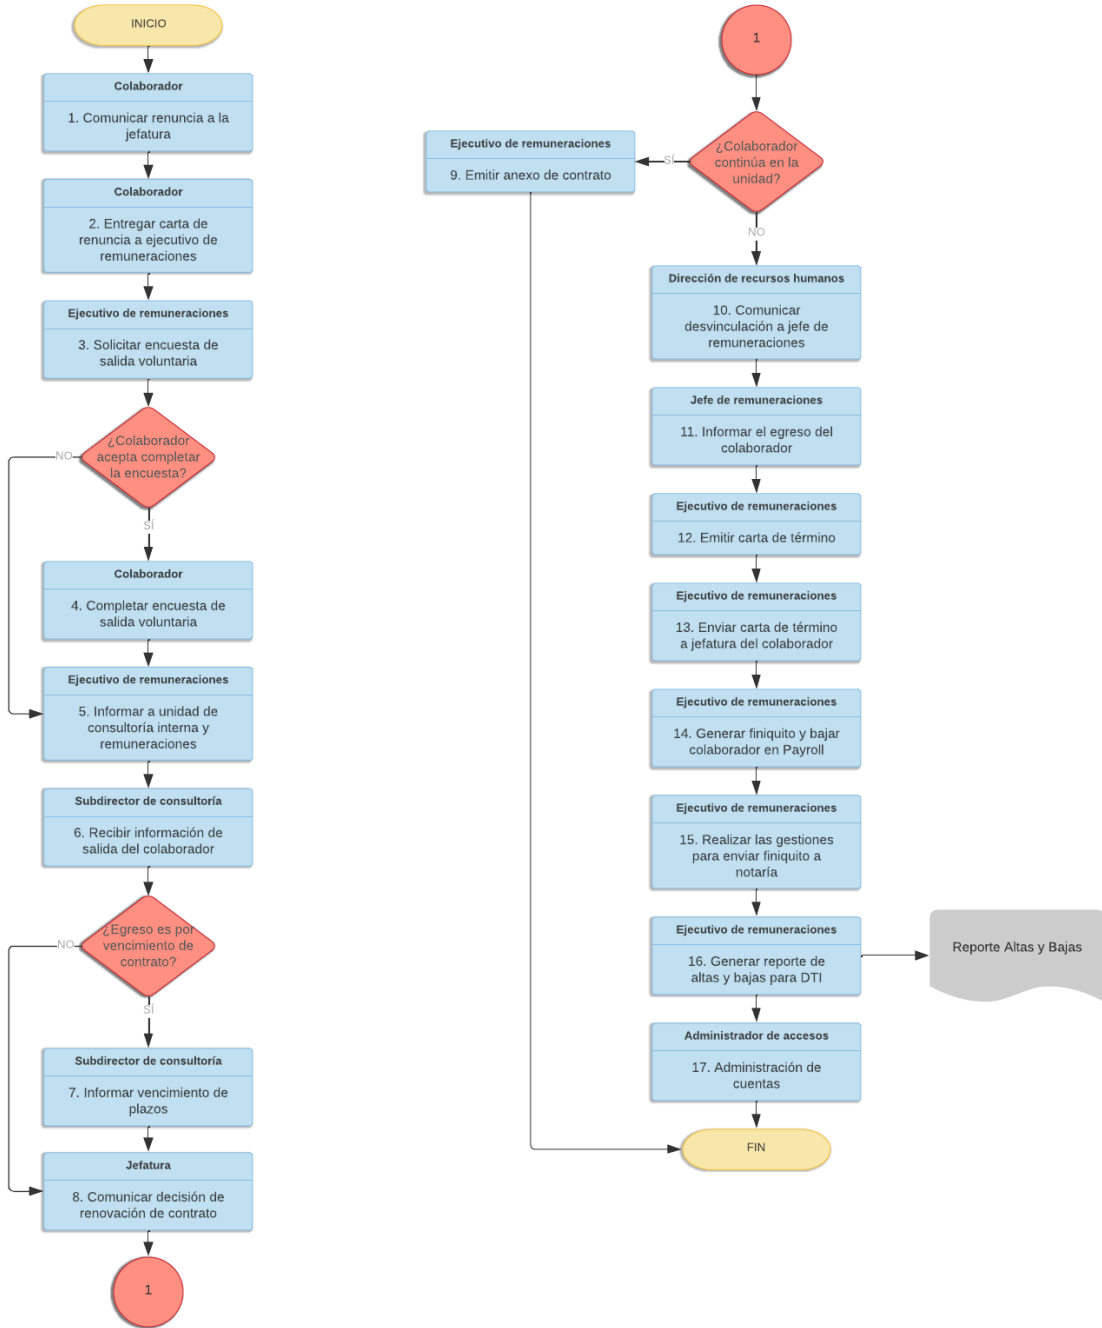 INICIO
Colaborador
1. Comunicar renuncia a la
jefatura
Colaborador
2. Entregar carta de
renuncia a ejecutivo de
remuneraciones
Ejecutivo de remuneraciones
3. Solicitar encuesta de
salida voluntaria
¿Colaborador
acepta completar
la encuesta?
NO
SÍ
Colaborador
4. Completar encuesta de
salida voluntaria
Ejecutivo de remuneraciones
5. Informar a unidad de
consultoría interna y
remuneraciones
Subdirector de consultoría
6. Recibir información de
salida del colaborador
¿Egreso es por
vencimiento de
contrato?
NO
SÍ
Subdirector de consultoría
7. Informar vencimiento de
plazos
Jefatura
8. Comunicar decisión de
renovación de contrato
1
1
¿Colaborador
continúa en la
unidad?
SÍ
NO
Ejecutivo de remuneraciones
9. Emitir anexo de contrato
Dirección de recursos humanos
10. Comunicar
desvinculación a jefe de
remuneraciones
Jefe de remuneraciones
11. Informar el egreso del
colaborador
Ejecutivo de remuneraciones
12. Emitir carta de término
Ejecutivo de remuneraciones
13. Enviar carta de término
a jefatura del colaborador
Ejecutivo de remuneraciones
14. Generar finiquito y bajar
colaborador en Payroll
Ejecutivo de remuneraciones
15. Realizar las gestiones
para enviar finiquito a
notaría
Ejecutivo de remuneraciones
16. Generar reporte de
altas y bajas para DTI
Reporte Altas y Bajas
Administrador de accesos
17. Administración de
cuentas
FIN